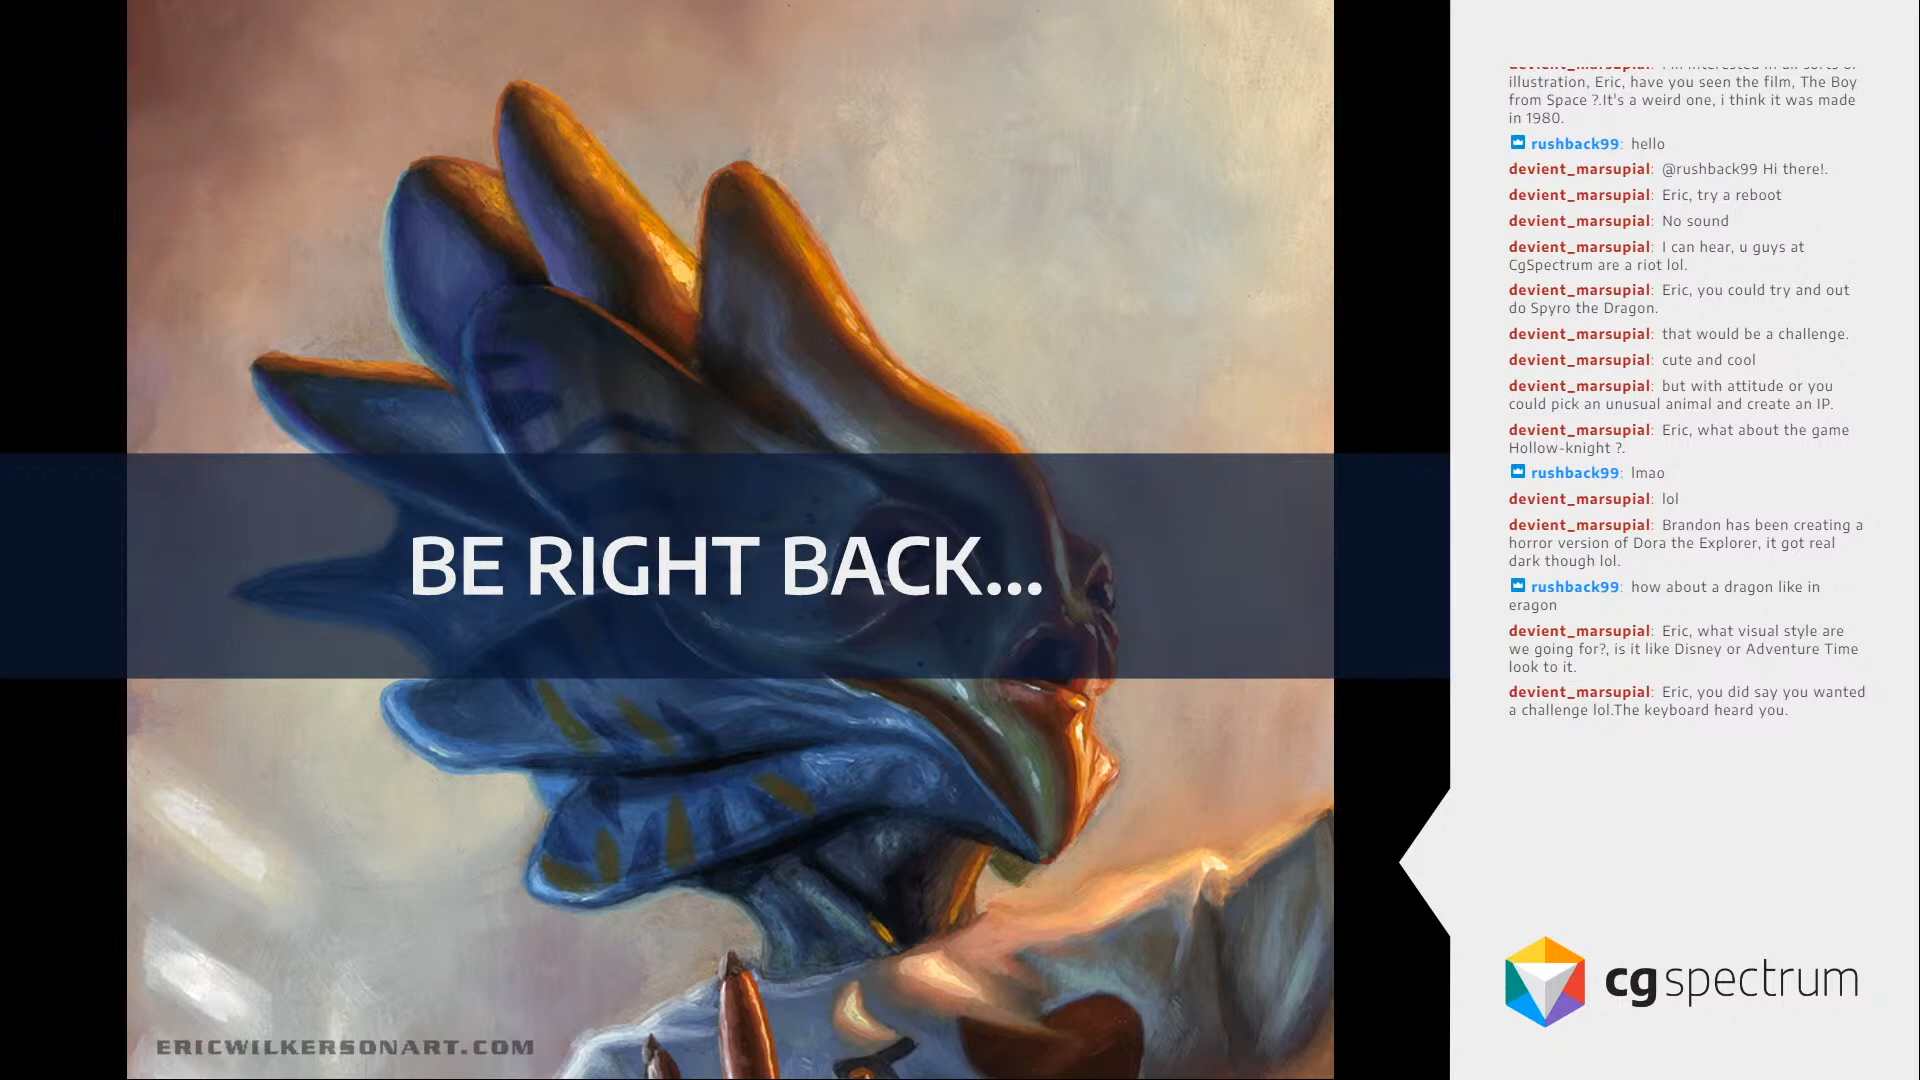 BE RIGHT BACK...
ERICWILKERSONART.COM
devient_marsupial: I'm interested in all sorts of
illustration, Eric, have you seen the film, The Boy
from Space ?.It's a weird one, i think it was made
in 1980.
rushback99: hello
devient_marsupial: @rushback99 Hi there!.
devient_marsupial: Eric, try a reboot
devient_marsupial: No sound
devient_marsupial: I can hear, u guys at
CgSpectrum are a riot lol.
devient_marsupial: Eric, you could try and out
do Spyro the Dragon.
devient_marsupial: that would be a challenge.
devient_marsupial: cute and cool
devient_marsupial: but with attitude or you
could pick an unusual animal and create an IP.
devient_marsupial: Eric, what about the game
Hollow-knight ?.
rushback99: lmao
devient_marsupial: lol
devient_marsupial: Brandon has been creating a
horror version of Dora the Explorer, it got real
dark though lol.
rushback99: how about a dragon like in
eragon
devient_marsupial: Eric, what visual style are
we going for?, is it like Disney or Adventure Time
look to it.
devient_marsupial: Eric, you did say you wanted
a challenge lol.The keyboard heard you.
cg spectrum